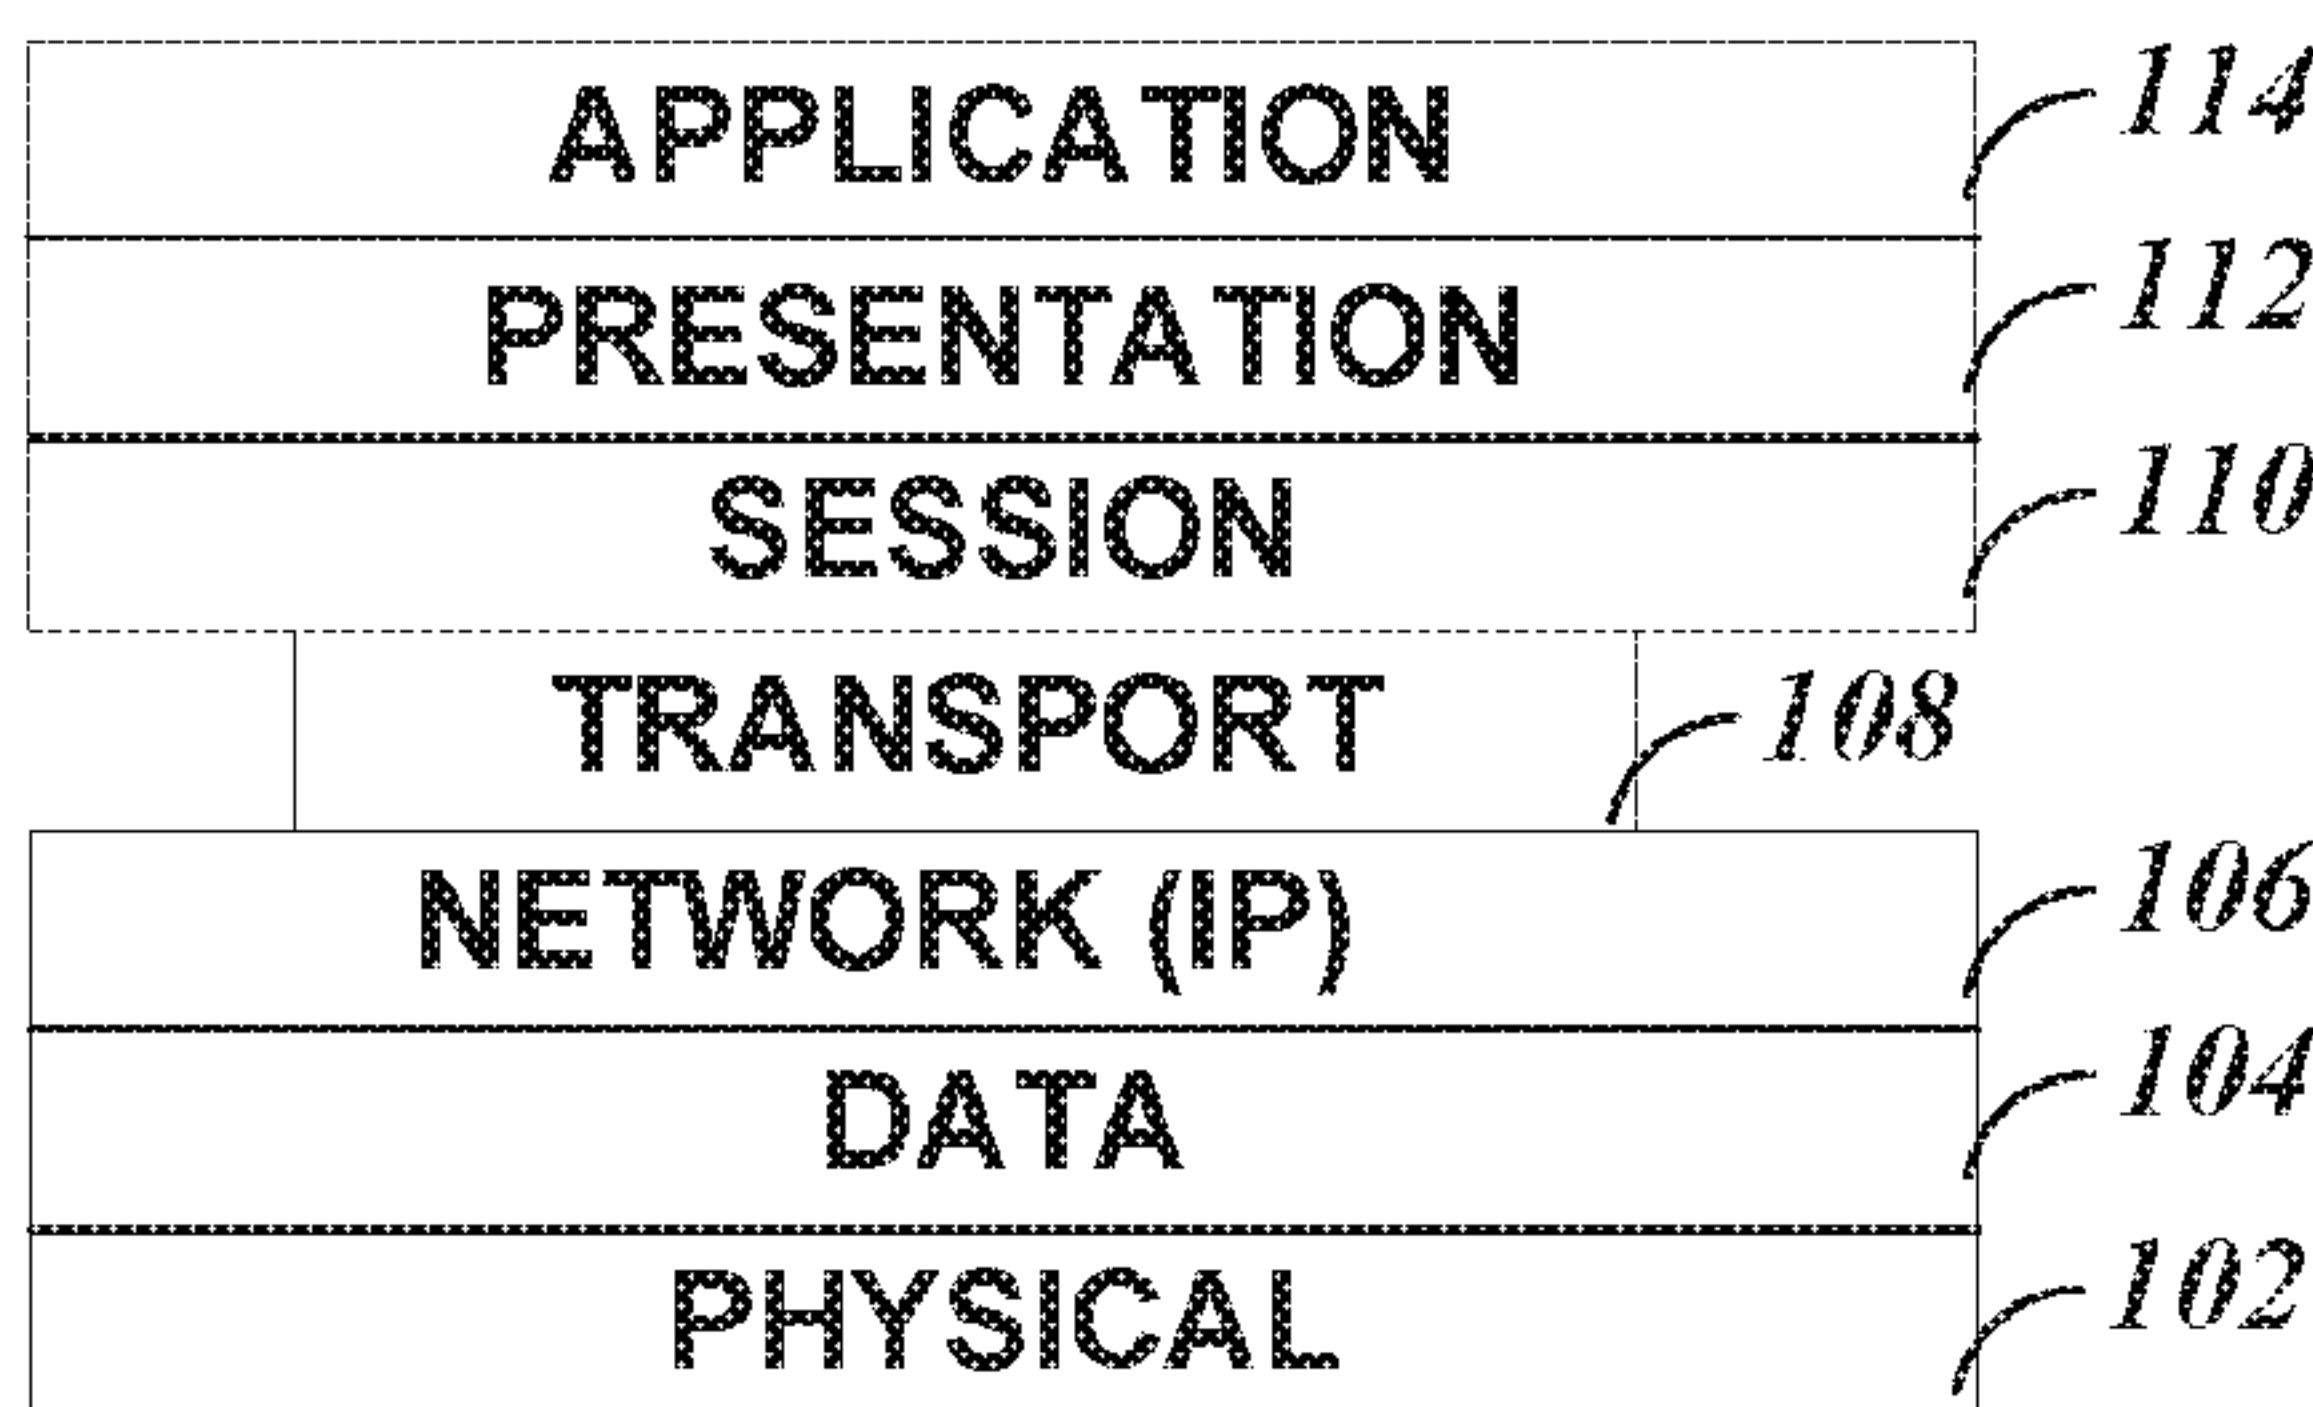 APPLICATION 114
PRESENTATION 112
SESSION 110
TRANSPORT 108
NETWORK (IP) 106
DATA 104
PHYSICAL 102